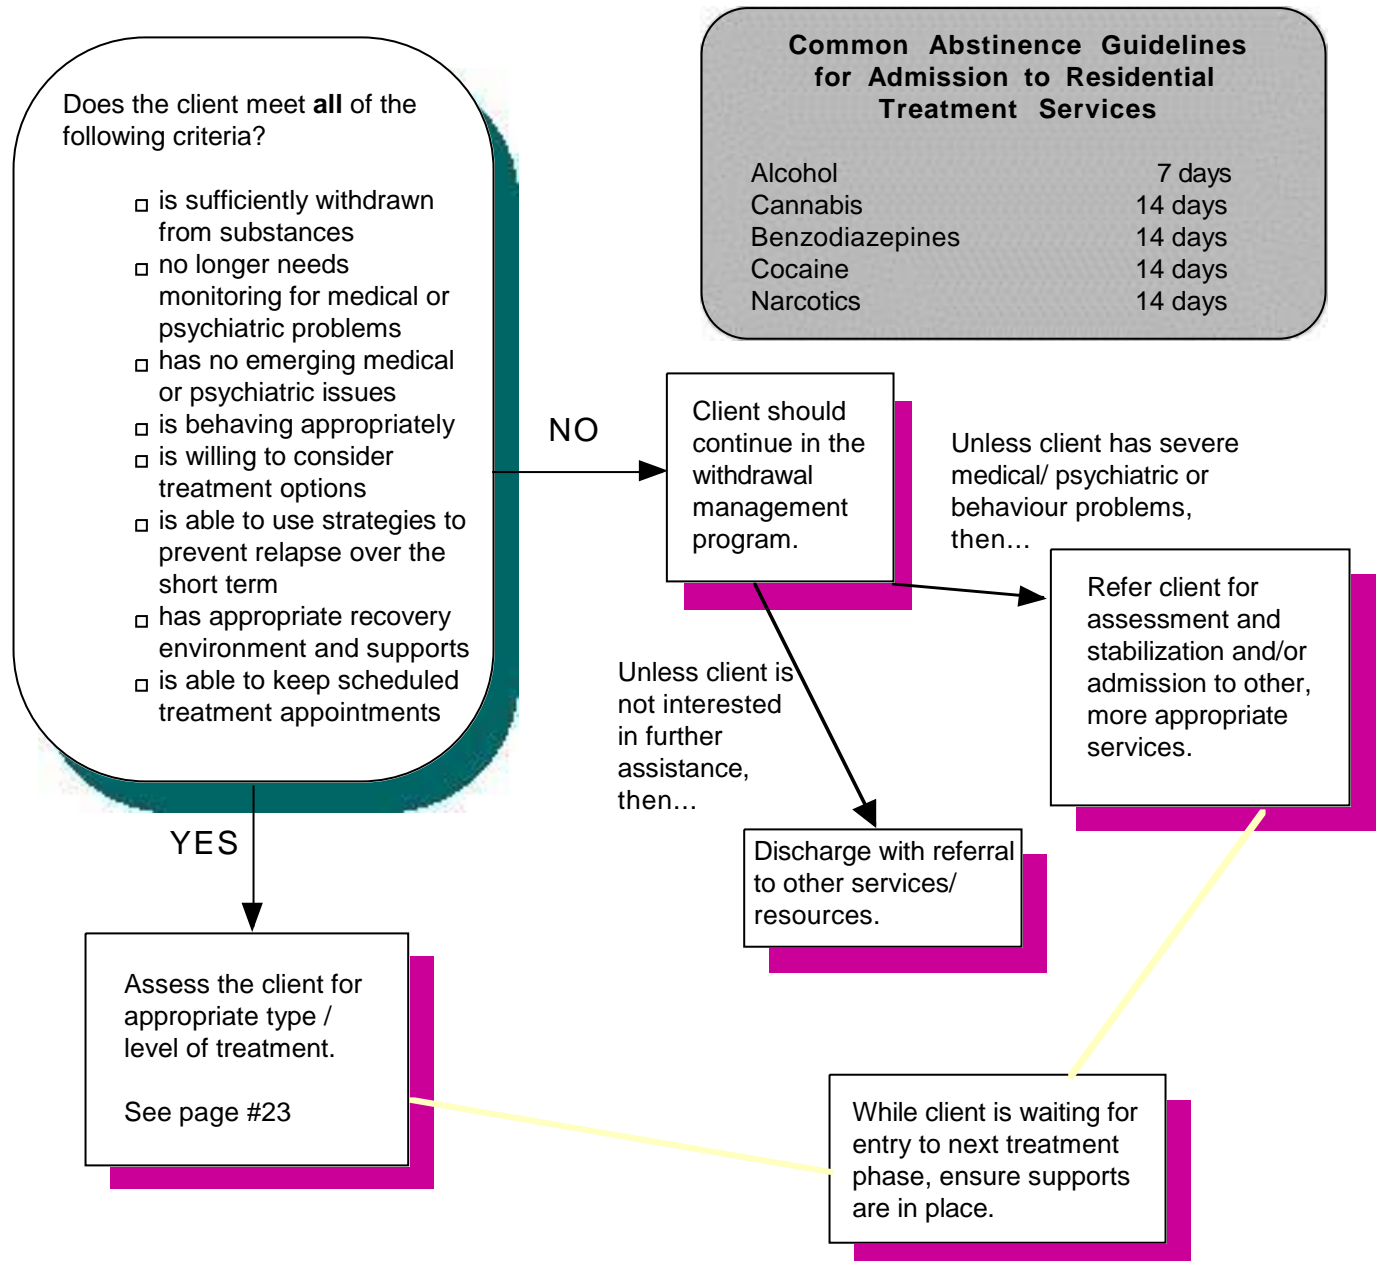 Common Abstinence Guidelines
for Admission to Residential
Treatment Services
Alcohol 7 days
Cannabis 14 days
Benzodiazepines 14 days
Cocaine 14 days
Narcotics 14 days
Does the client meet all of the
following criteria?
is sufficiently withdrawn
from substances
no longer needs
monitoring for medical or
psychiatric problems
has no emerging medical
or psychiatric issues
is behaving appropriately
is willing to consider
treatment options
is able to use strategies to
prevent relapse over the
short term
has appropriate recovery
environment and supports
is able to keep scheduled
treatment appointments
NO
Client should
continue in the
withdrawal
management
program.
Unless client has severe
medical/ psychiatric or
behaviour problems,
then...
Refer client for
assessment and
stabilization and/or
admission to other,
more appropriate
services.
Unless client is
not interested
in further
assistance,
then...
Discharge with referral
to other services/
resources.
YES
Assess the client for
appropriate type /
level of treatment.
See page #23
While client is waiting for
entry to next treatment
phase, ensure supports
are in place.